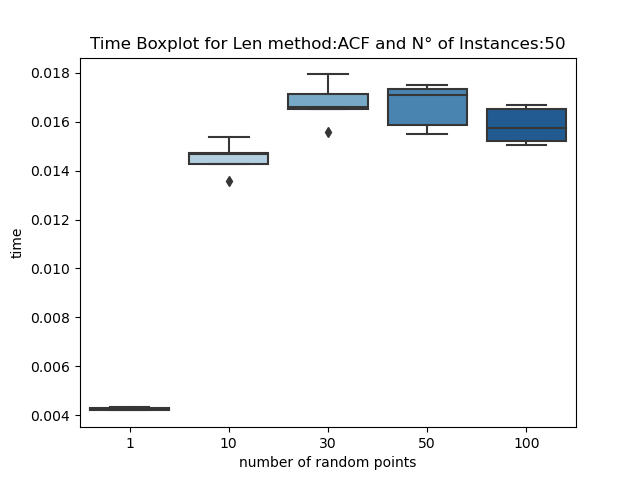 Time Boxplot for Len method:ACF and N° of Instances:50
0.018
0.016
0.014
0.012
0.010
0.008
0.006
0.004
time
1 10 30 50 100
number of random points